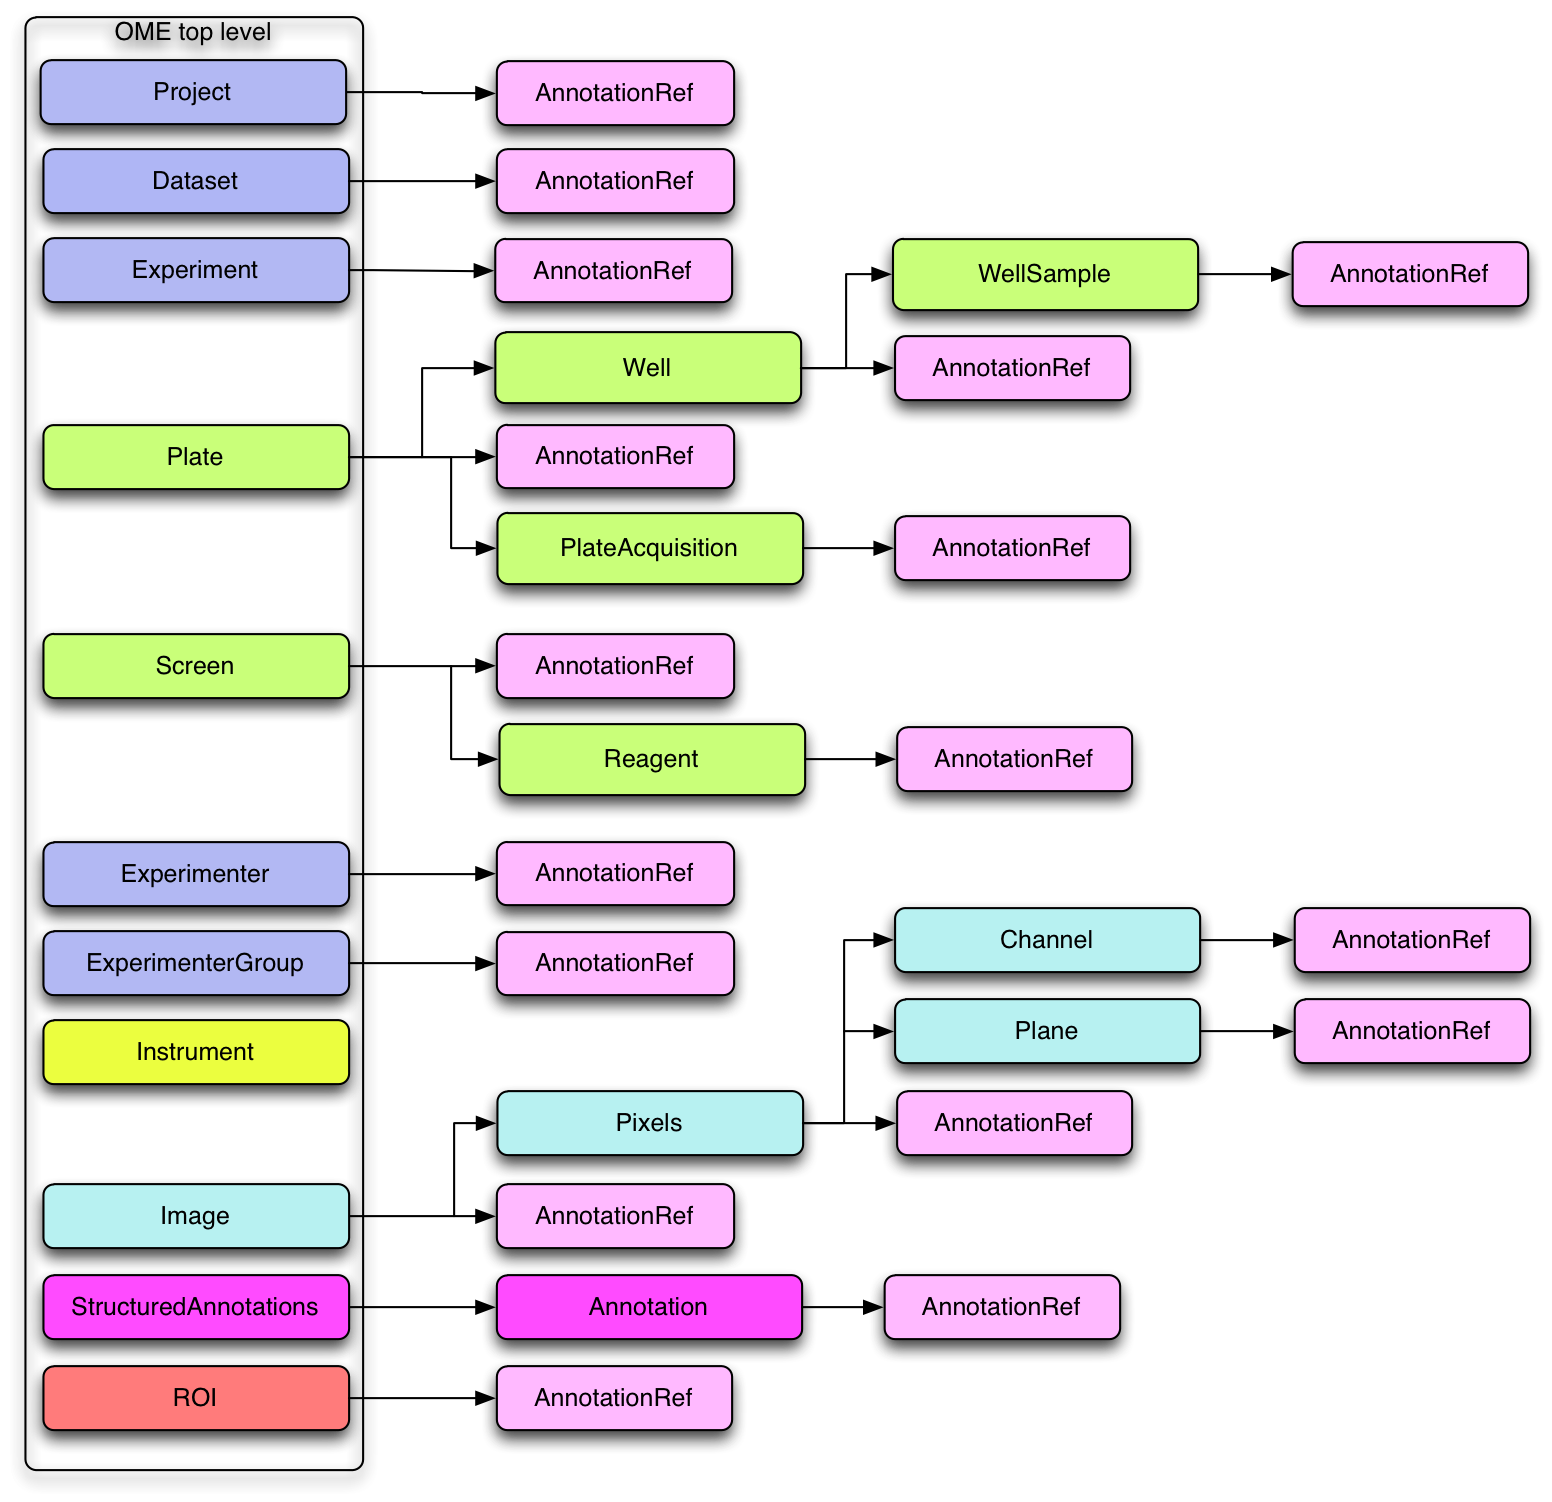 OME top level
Project
AnnotationRef
Dataset
AnnotationRef
Experiment
AnnotationRef
WellSample
AnnotationRef
Well
AnnotationRef
Plate
AnnotationRef
PlateAcquisition
AnnotationRef
Screen
AnnotationRef
Reagent
AnnotationRef
Experimenter
AnnotationRef
ExperimenterGroup
AnnotationRef
Channel
AnnotationRef
Instrument
Plane
AnnotationRef
Pixels
AnnotationRef
Image
AnnotationRef
StructuredAnnotations
Annotation
AnnotationRef
ROI
AnnotationRef